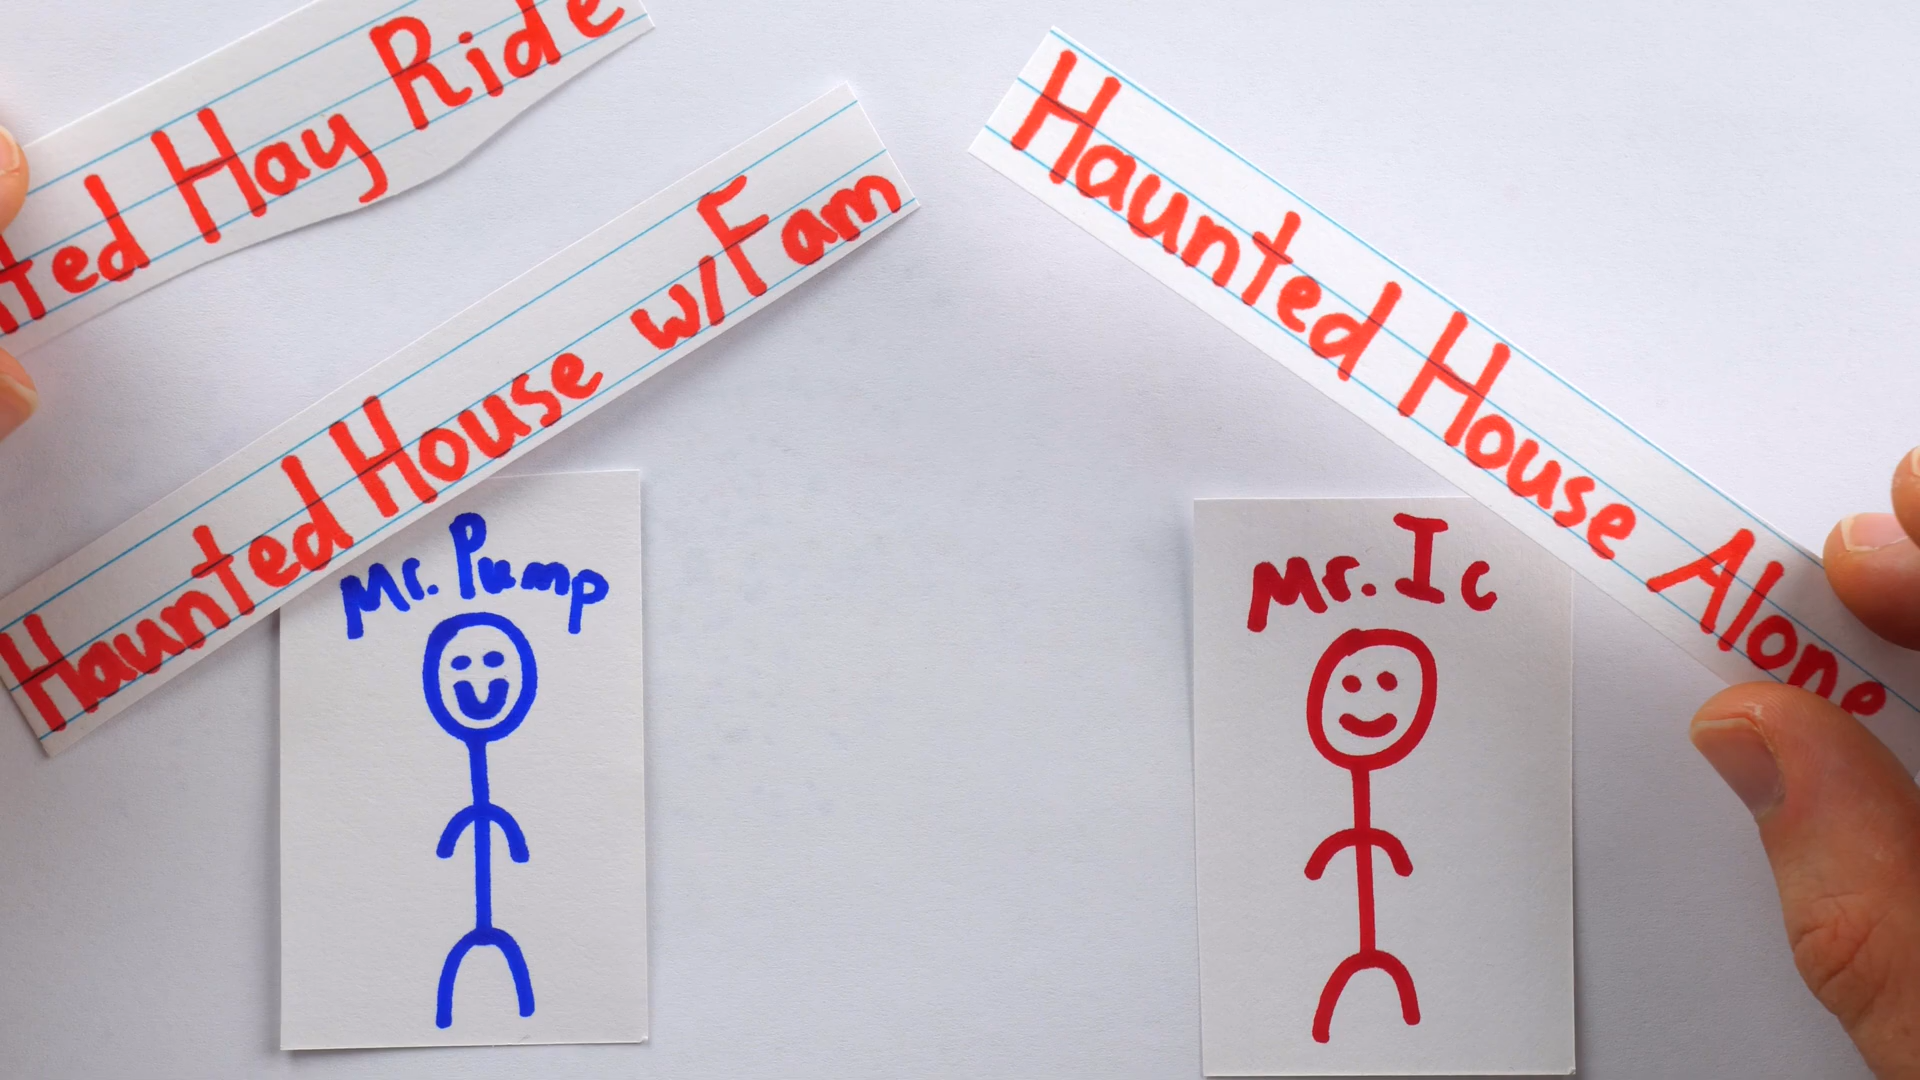 ted Hay Ride
Haunted House w/Fam
Haunted House Alone
Mr. Pump
Mr. Ic